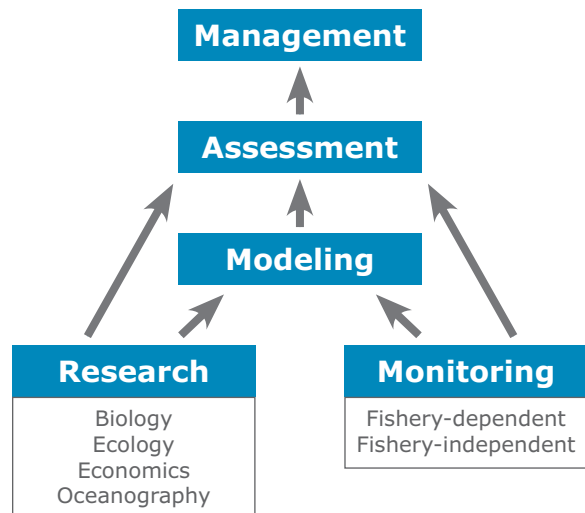 Management
Assessment
Modeling
Research
Biology
Ecology
Economics
Oceanography
Monitoring
Fishery-dependent
Fishery-independent